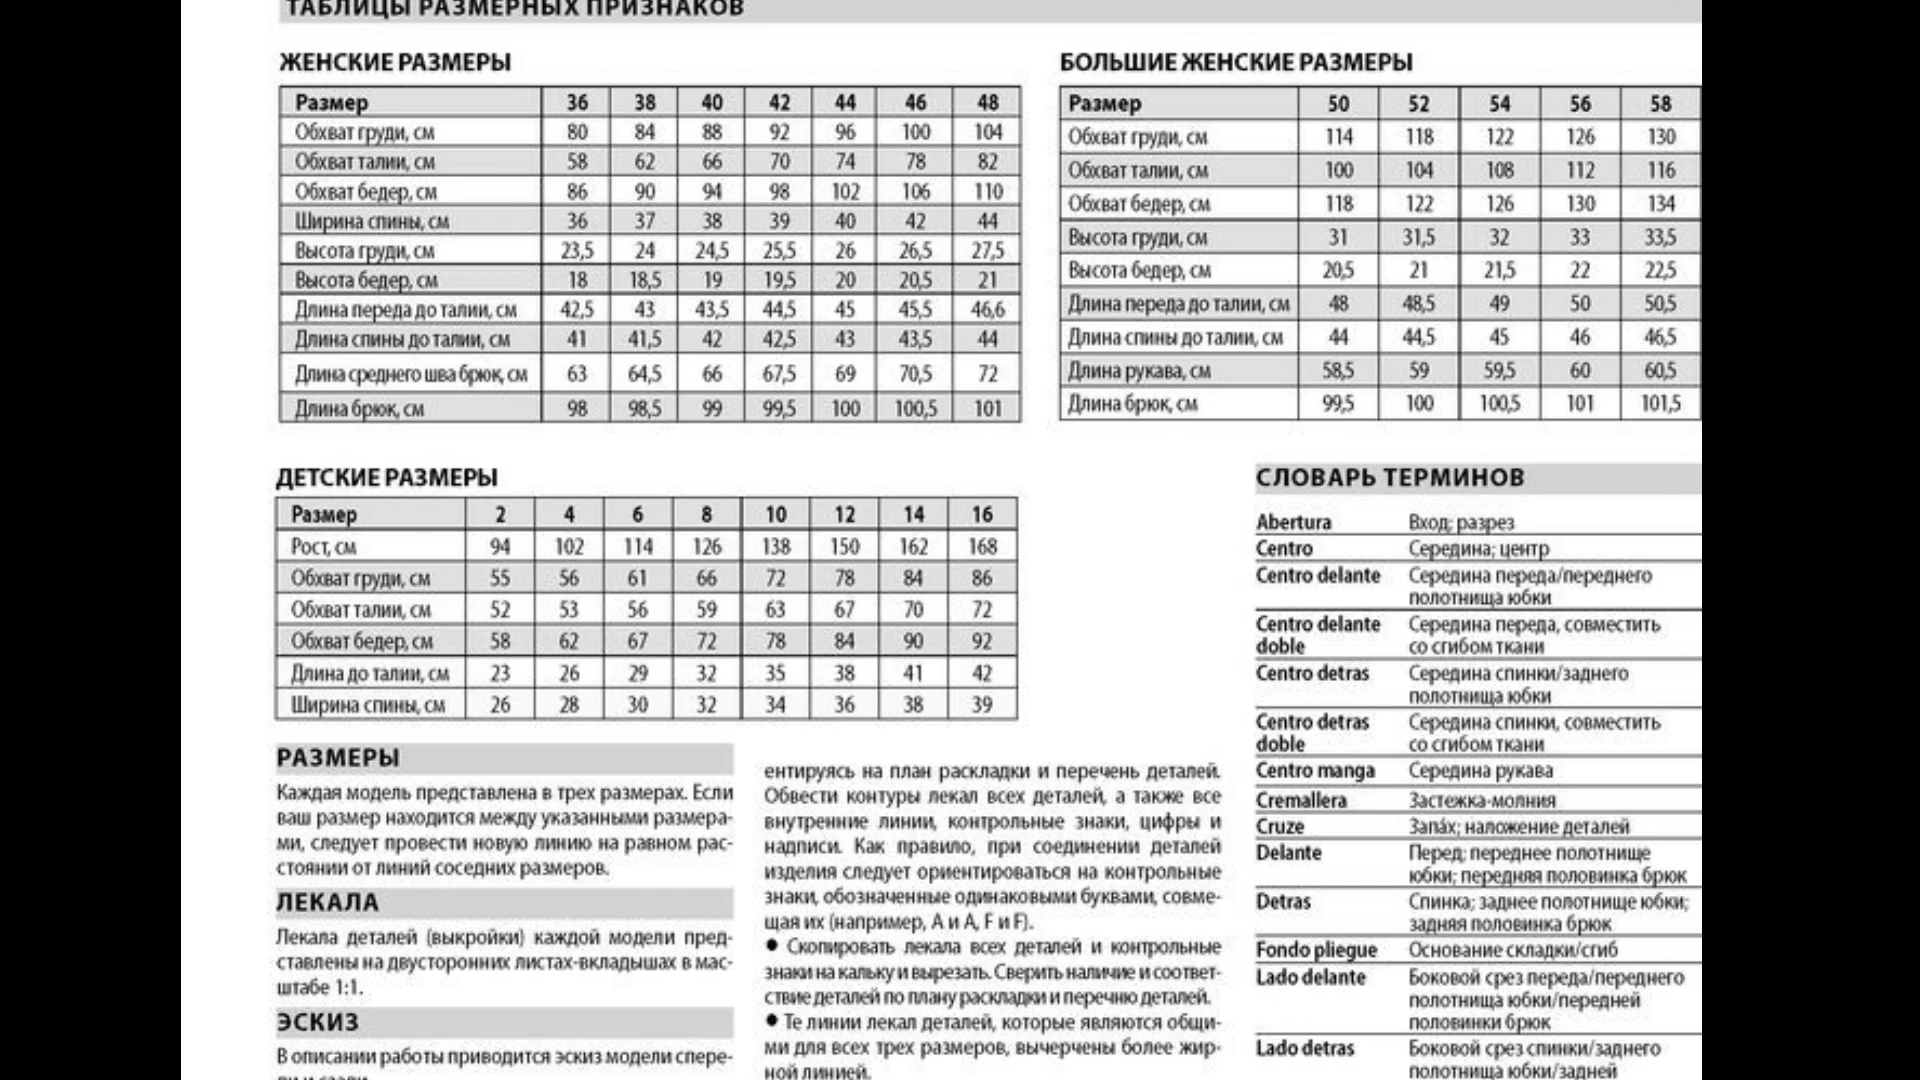 ТАБЛИЦЫ РАЗМЕРНЫХ ПРИЗНАКОВ
ЖЕНСКИЕ РАЗМЕРЫ
Размер 36 38 40 42 44 46 48
Обхват груди, см 80 84 88 92 96 100 104
Обхват талии, см 58 62 66 70 74 78 82
Обхват бедер, см 86 90 94 98 102 106 110
Ширина спины, см 36 37 38 39 40 42 44
Высота груди, см 23,5 24 24,5 25,5 26 26,5 27,5
Высота бедер, см 18 18,5 19 19,5 20 20,5 21
Длина переда до талии, см 42,5 43 43,5 44,5 45 45,5 46,6
Длина спины до талии, см 41 41,5 42 42,5 43 43,5 44
Длина среднего шва брюк, см 63 64,5 66 67,5 69 70,5 72
Длина брюк, см 98 98,5 99 99,5 100 100,5 101
БОЛЬШИЕ ЖЕНСКИЕ РАЗМЕРЫ
Размер 50 52 54 56 58
Обхват груди, см 114 118 122 126 130
Обхват талии, см 100 104 108 112 116
Обхват бедер, см 118 122 126 130 134
Высота груди, см 31 31,5 32 33 33,5
Высота бедер, см 20,5 21 21,5 22 22,5
Длина переда до талии, см 48 48,5 49 50 50,5
Длина спины до талии, см 44 44,5 45 46 46,5
Длина рукава, см 58,5 59 59,5 60 60,5
Длина брюк, см 99,5 100 100,5 101 101,5
ДЕТСКИЕ РАЗМЕРЫ
Размер 2 4 6 8 10 12 14 16
Рост, см 94 102 114 126 138 150 162 168
Обхват груди, см 55 56 61 66 72 78 84 86
Обхват талии, см 52 53 56 59 63 67 70 72
Обхват бедер, см 58 62 67 72 78 84 90 92
Длина до талии, см 23 26 29 32 35 38 41 42
Ширина спины, см 26 28 30 32 34 36 38 39
РАЗМЕРЫ
Каждая модель представлена в трех размерах. Если
ваш размер находится между указанными размера-
ми, следует провести новую линию на равном рас-
стоянии от линий соседних размеров.
ЛЕКАЛА
Лекала деталей (выкройки) каждой модели пред-
ставлены на двусторонних листах-вкладышах в мас-
штабе 1:1.
ЭСКИЗ
В описании работы приводится эскиз модели спере-
ентируясь на план раскладки и перечень деталей.
Обвести контуры лекал всех деталей, а также все
внутренние линии, контрольные знаки, цифры и
надписи. Как правило, при соединении деталей
изделия следует ориентироваться на контрольные
знаки, обозначенные одинаковыми буквами, совме-
щая их (например, А и А, F и F).
● Скопировать лекала всех деталей и контрольные
знаки на кальку и вырезать. Сверить наличие и соответ-
ствие деталей по плану раскладки и перечню деталей.
● Те линии лекал деталей, которые являются общи-
ми для всех трех размеров, вычерчены более жир-
ной линией.
СЛОВАРЬ ТЕРМИНОВ
Abertura Вход; разрез
Centro Середина; центр
Centro delante Середина переда/переднего
полотнища юбки
Centro delante Середина переда, совместить
doble со сгибом ткани
Centro detras Середина спинки/заднего
полотнища юбки
Centro detras Середина спинки, совместить
doble со сгибом ткани
Centro manga Середина рукава
Cremallera Застежка-молния
Cruze Запа́х; наложение деталей
Delante Перед; переднее полотнище
юбки; передняя половинка брюк
Detras Спинка; заднее полотнище юбки;
задняя половинка брюк
Fondo pliegue Основание складки/сгиб
Lado delante Боковой срез переда/переднего
полотнища юбки/передней
половинки брюк
Lado detras Боковой срез спинки/заднего
полотнища юбки/задней